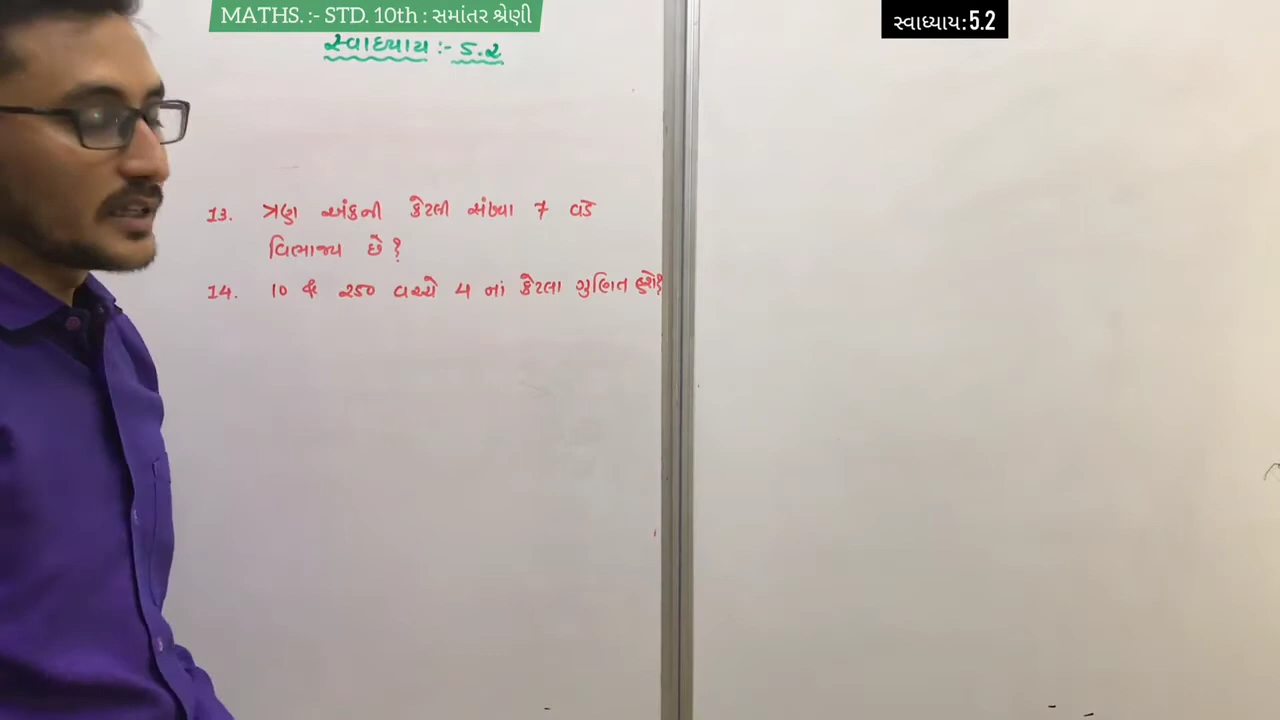 MATHS. :- STD. 10th : સમાંતર શ્રેણી
સ્વાધ્યાય: 5.2
સ્વાધ્યાય :- 5.2
13. ત્રણ અંકની કેટલી સંખ્યા 7 વડે
વિભાજ્ય છે?
14. 10 & 250 વચ્ચે 4 નાં કેટલા ગુણિત હશે?